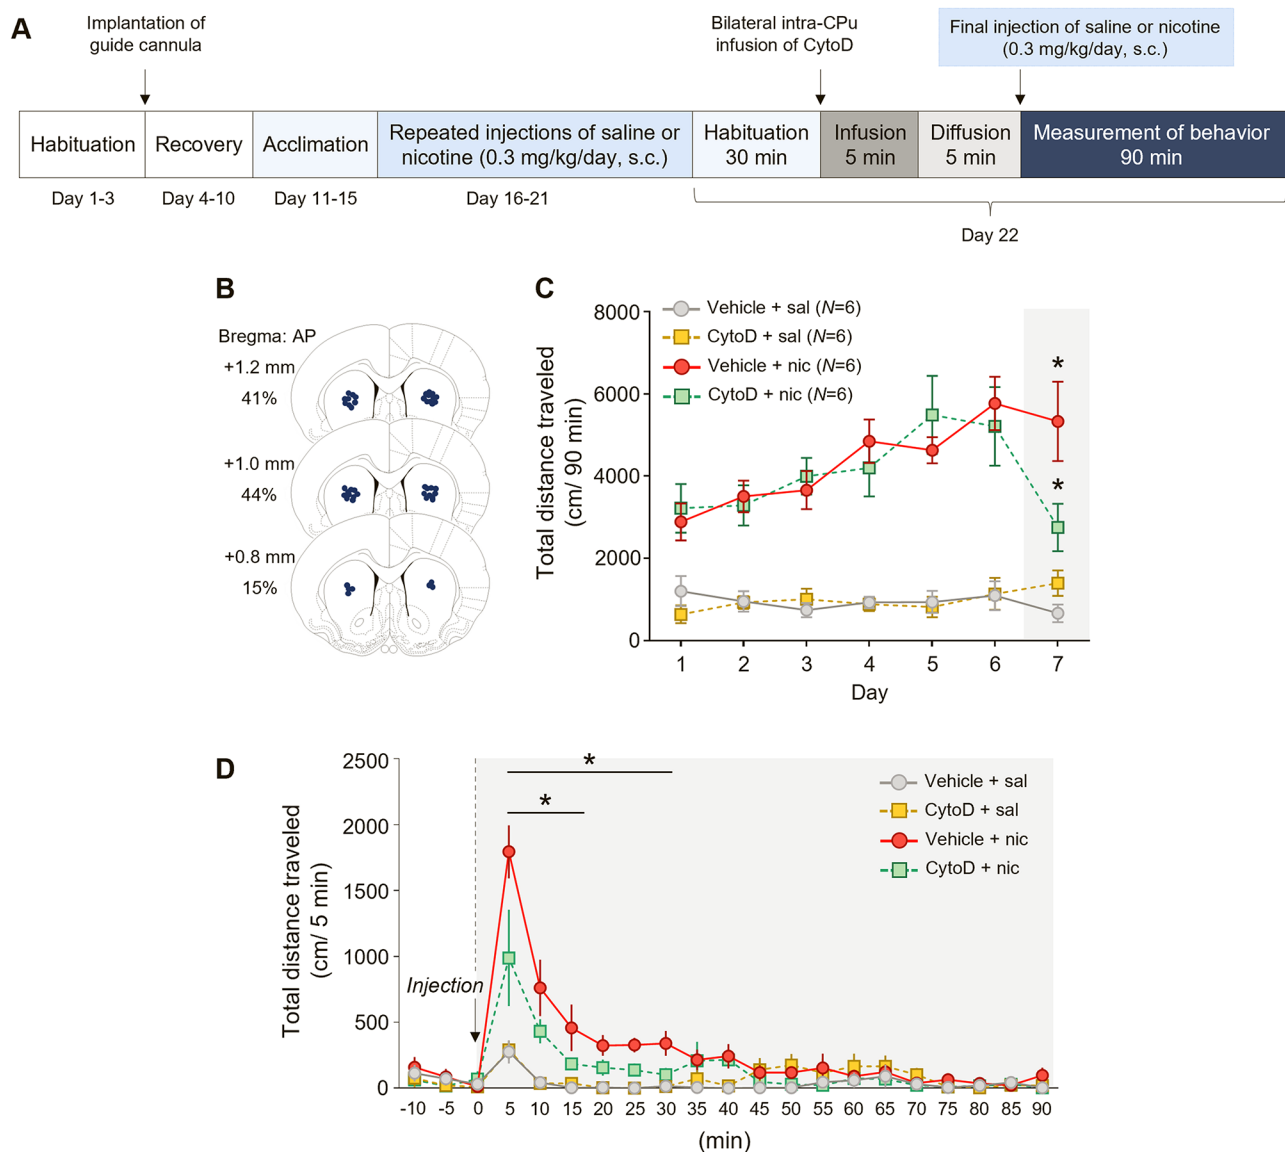 A
Implantation of
guide cannula
Bilateral intra-CPu
infusion of CytoD
Final injection of saline or nicotine
(0.3 mg/kg/day, s.c.)
Habituation
Recovery
Acclimation
Repeated injections of saline or
nicotine (0.3 mg/kg/day, s.c.)
Habituation
30 min
Infusion
5 min
Diffusion
5 min
Measurement of behavior
90 min
Day 1-3
Day 4-10
Day 11-15
Day 16-21
Day 22
B
Bregma: AP
+1.2 mm
41%
+1.0 mm
44%
+0.8 mm
15%
C
Total distance traveled
(cm/ 90 min)
8000
6000
4000
2000
0
Vehicle + sal (N=6)
CytoD + sal (N=6)
Vehicle + nic (N=6)
CytoD + nic (N=6)
*
*
1 2 3 4 5 6 7
Day
D
Total distance traveled
(cm/ 5 min)
2500
2000
1500
1000
500
0
*
*
Injection
Vehicle + sal
CytoD + sal
Vehicle + nic
CytoD + nic
-10 -5 0 5 10 15 20 25 30 35 40 45 50 55 60 65 70 75 80 85 90
(min)